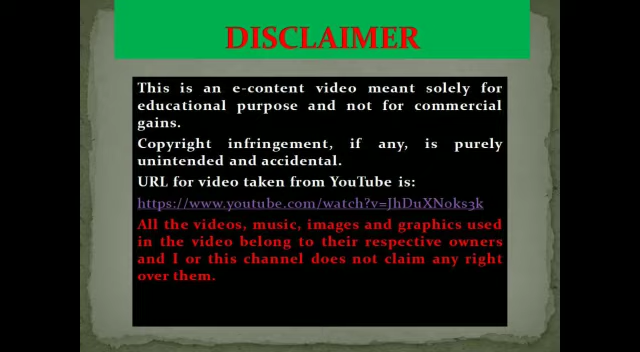 DISCLAIMER
This is an e-content video meant solely for
educational purpose and not for commercial
gains.
Copyright infringement, if any, is purely
unintended and accidental.
URL for video taken from YouTube is:
https://www.youtube.com/watch?v=JhDuXNoks3k
All the videos, music, images and graphics used
in the video belong to their respective owners
and I or this channel does not claim any right
over them.